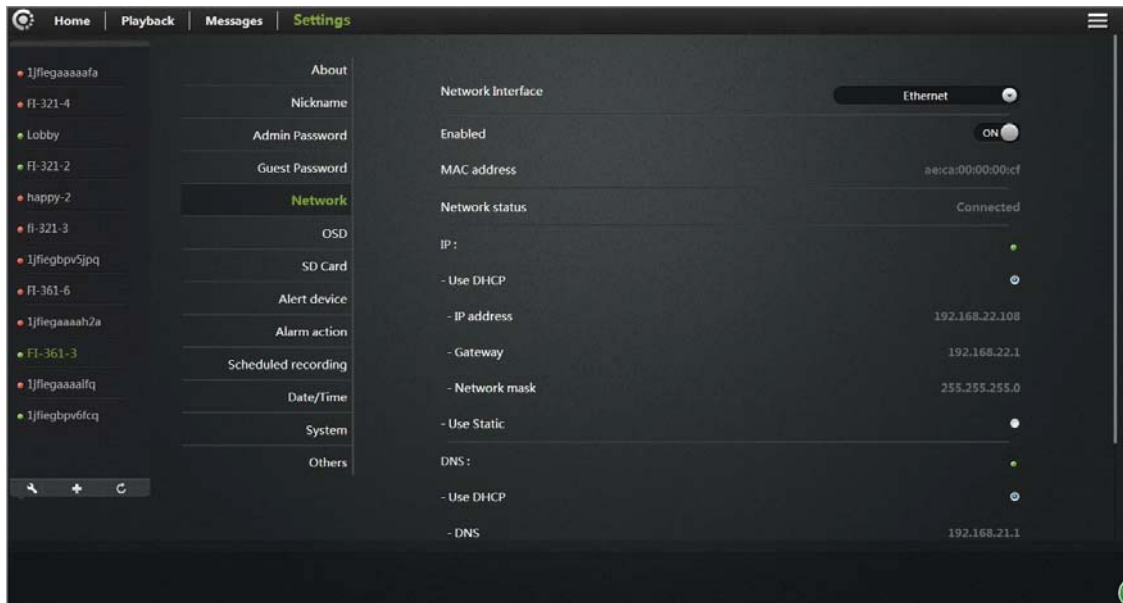 Home Playback Messages Settings
1jflegaaaaafa
FI-321-4
Lobby
FI-321-2
happy-2
fi-321-3
1jfiegbpv5jpq
FI-361-6
1jfiegaaaah2a
FI-361-3
1jflegaaaalfq
1jfiegbpv6fcq
About
Nickname
Admin Password
Guest Password
Network
OSD
SD Card
Alert device
Alarm action
Scheduled recording
Date/Time
System
Others
Network Interface Ethernet
Enabled ON
MAC address ae:ca:00:00:00:cf
Network status Connected
IP :
- Use DHCP
- IP address 192.168.22.108
- Gateway 192.168.22.1
- Network mask 255.255.255.0
- Use Static
DNS :
- Use DHCP
- DNS 192.168.21.1